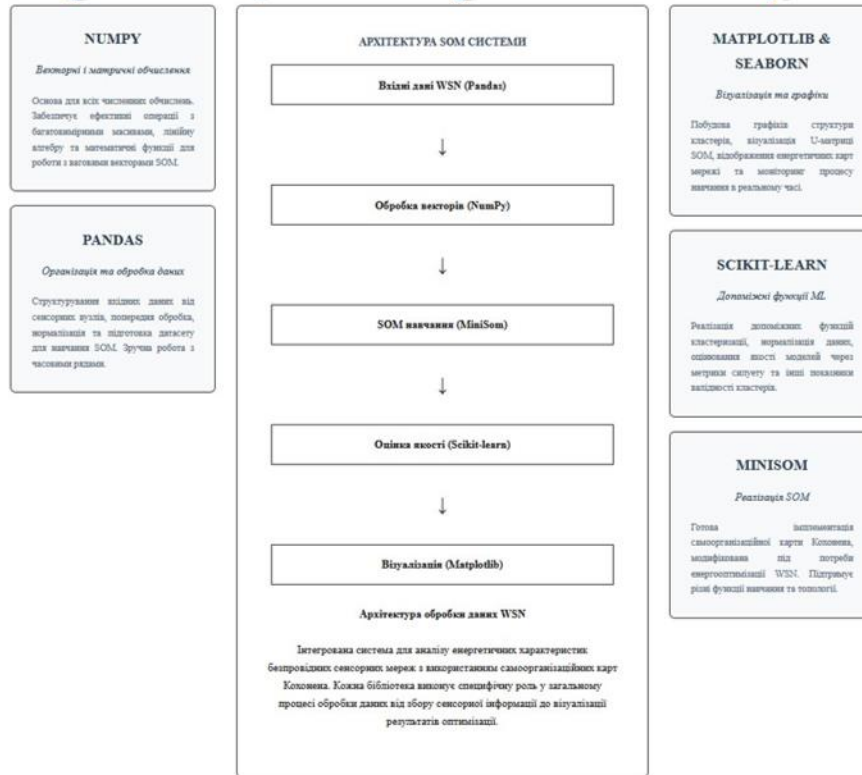 NUMPY
Векторні і матричні обчислення
Основа для всіх чисельних обчислень.
Забезпечує ефективні операції з
багатовимірними масивами, лінійну
алгебру та математичні функції для
роботи з ваговими векторами SOM.
PANDAS
Організація та обробка даних
Структурування вхідних даних від
сенсорних вузлів, попередня обробка,
нормалізація та підготовка датасету
для навчання SOM. Зручна робота з
часовими рядами.
АРХІТЕКТУРА SOM СИСТЕМИ
Вхідні дані WSN (Pandas)
↓
Обробка векторів (NumPy)
↓
SOM навчання (MiniSom)
↓
Оцінка якості (Scikit-learn)
↓
Візуалізація (Matplotlib)
Архітектура обробки даних WSN
Інтегрована система для аналізу енергетичних характеристик
безпровідних сенсорних мереж з використанням самоорганізаційних карт
Кохонена. Кожна бібліотека виконує специфічну роль у загальному
процесі обробки даних від збору сенсорної інформації до візуалізації
результатів оптимізації.
MATPLOTLIB &
SEABORN
Візуалізація та графіки
Побудова графіків структури
кластерів, візуалізація U-матриці
SOM, відображення енергетичних карт
мережі та моніторинг процесу
навчання в реальному часі.
SCIKIT-LEARN
Допоміжні функції ML
Реалізація допоміжних функцій
кластеризації, нормалізація даних,
оцінювання якості моделей через
метрики силуету та інші показники
валідності кластерів.
MINISOM
Реалізація SOM
Готова імплементація
самоорганізаційної карти Кохонена,
модифікована під потреби
енергооптимізації WSN. Підтримує
різні функції навчання та топології.